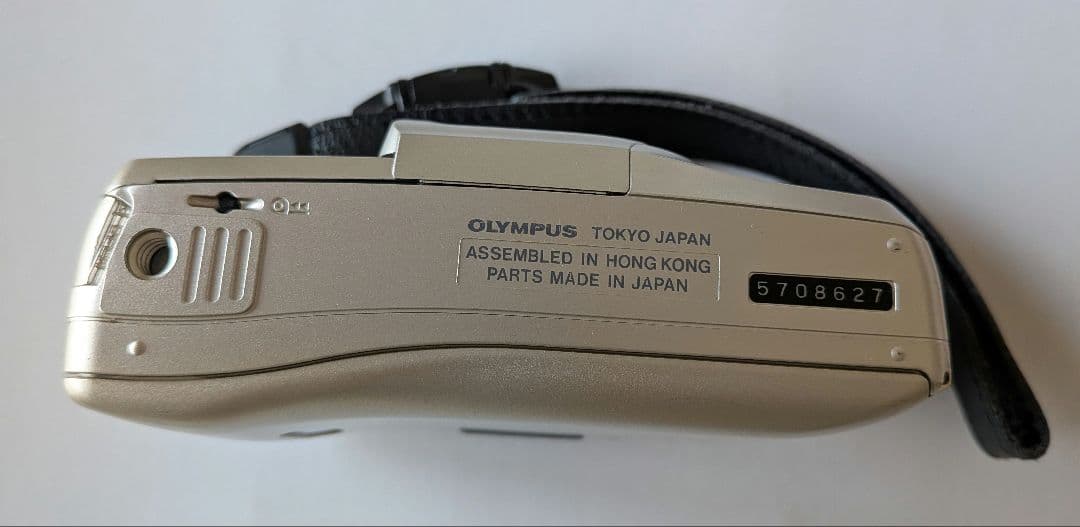 OLYMPUS TOKYO JAPAN
ASSEMBLED IN HONG KONG
PARTS MADE IN JAPAN
5708627